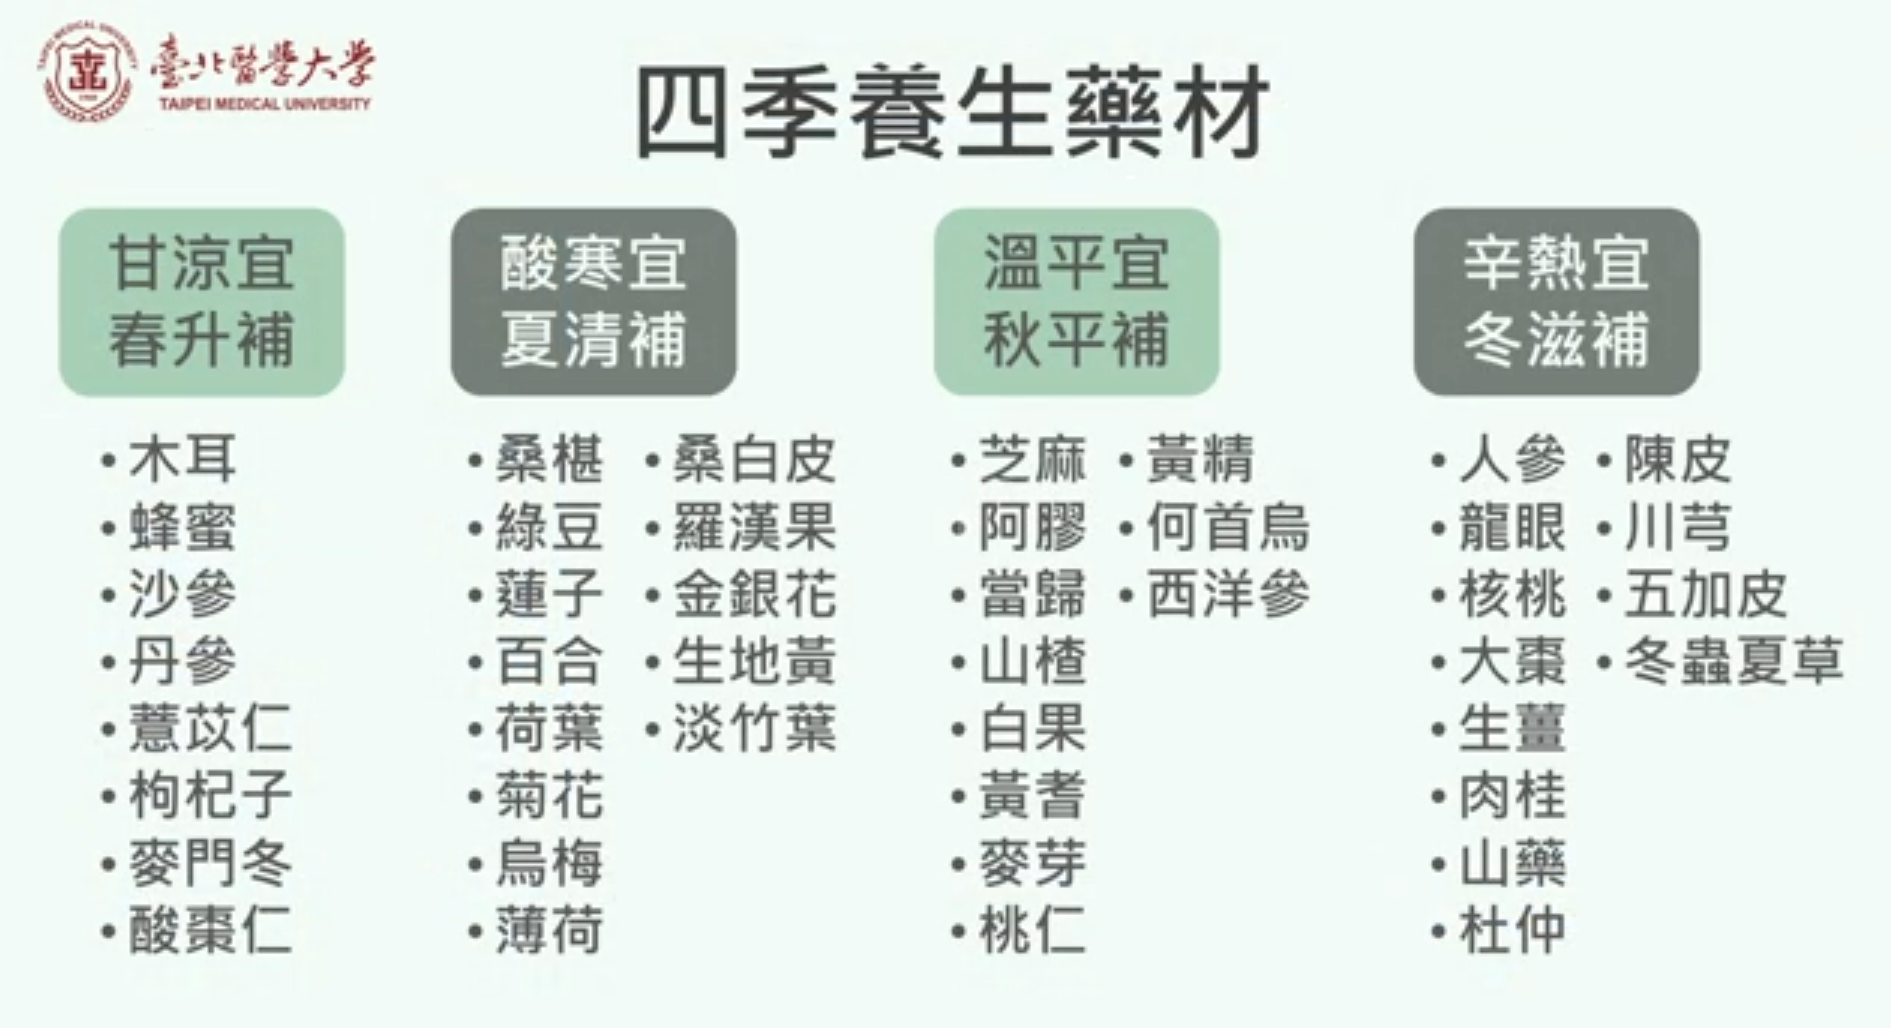 臺北醫學大學
TAIPEI MEDICAL UNIVERSITY
四季養生藥材
甘涼宜
春升補
木耳
蜂蜜
沙參
丹參
薏苡仁
枸杞子
麥門冬
酸棗仁
酸寒宜
夏清補
桑椹
綠豆
蓮子
百合
荷葉
菊花
烏梅
薄荷
桑白皮
羅漢果
金銀花
生地黃
淡竹葉
溫平宜
秋平補
芝麻
阿膠
當歸
山楂
白果
黃耆
麥芽
桃仁
黃精
何首烏
西洋參
辛熱宜
冬滋補
人參
龍眼
核桃
大棗
生薑
肉桂
山藥
杜仲
陳皮
川芎
五加皮
冬蟲夏草